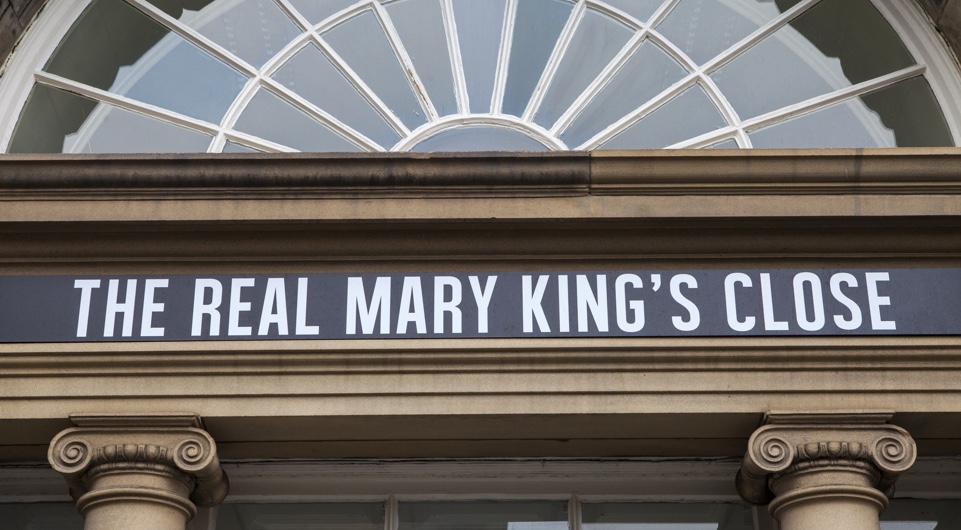 THE REAL MARY KING’S CLOSE